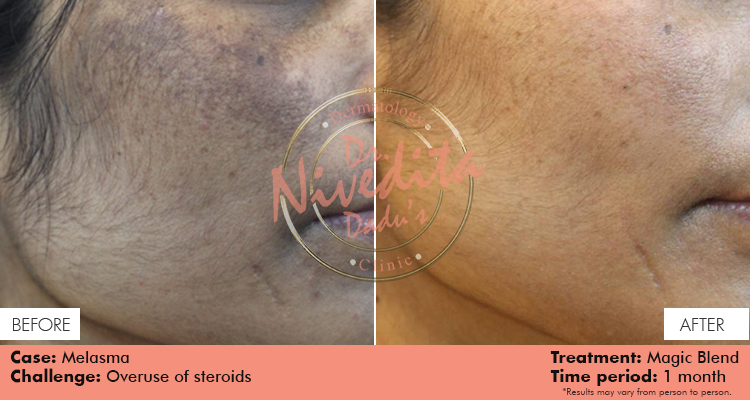 Dermatology
Dr.
Nivedita
Dadu's
Clinic
BEFORE
AFTER
Case: Melasma
Challenge: Overuse of steroids
Treatment: Magic Blend
Time period: 1 month
*Results may vary from person to person.